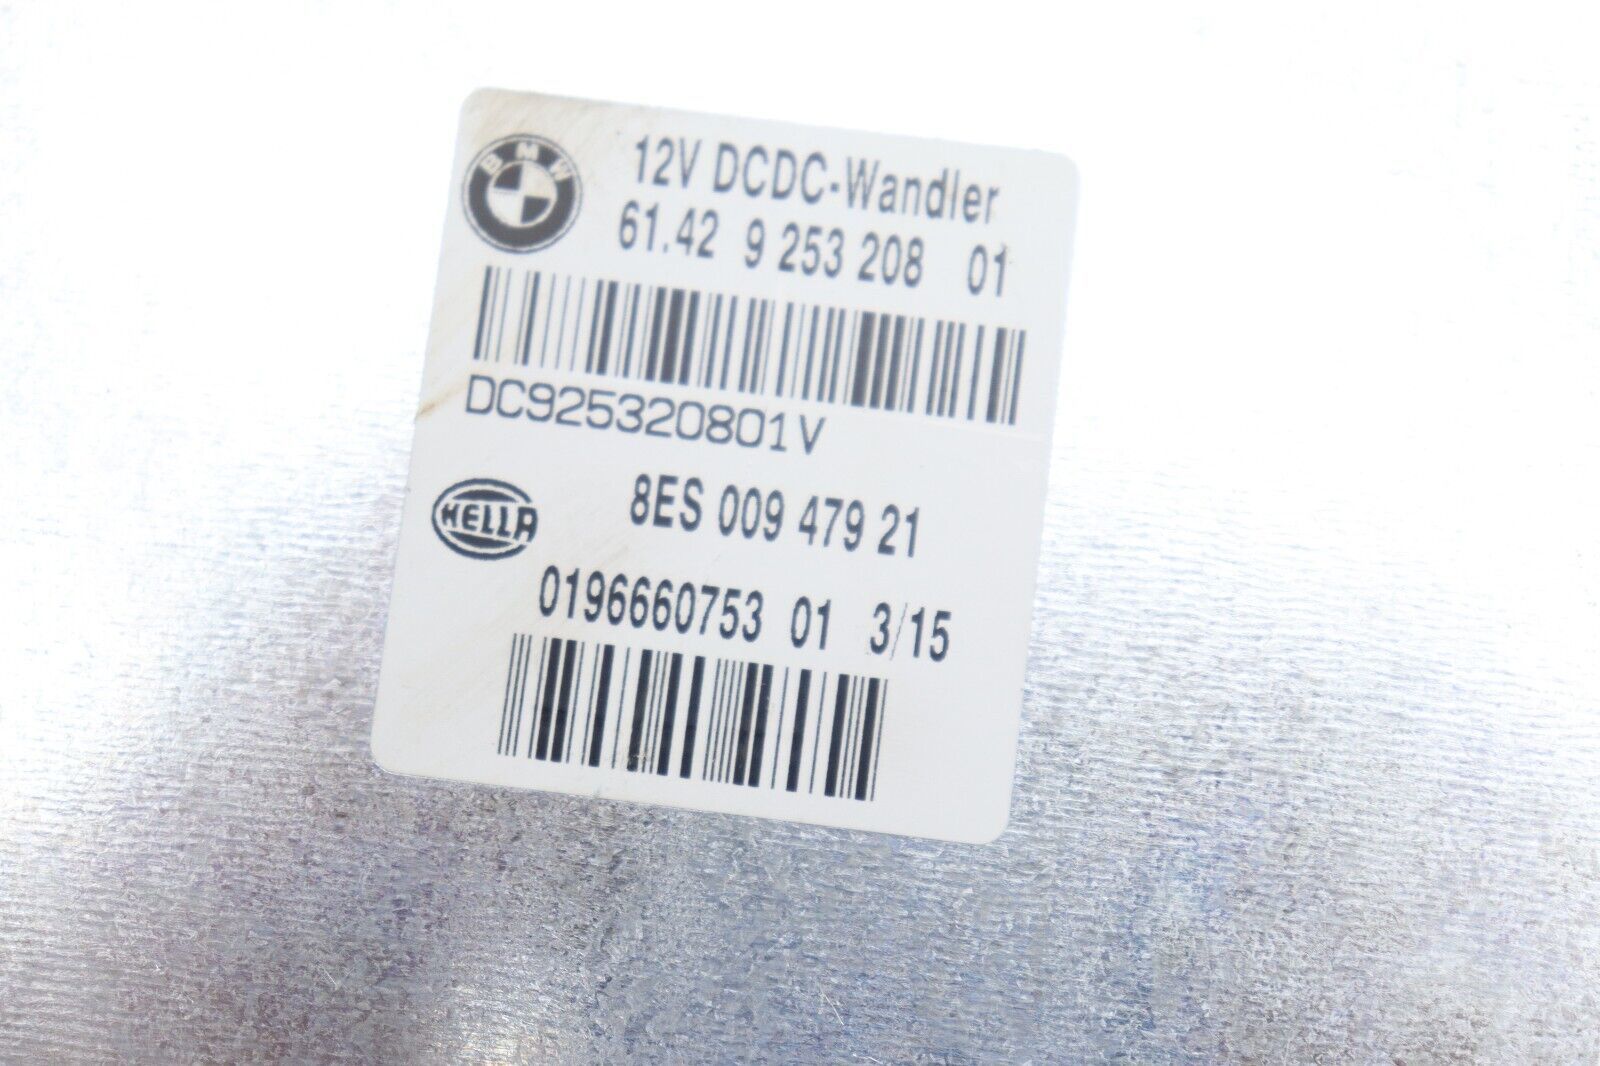 BMW
12V DCDC-Wandler
61.42 9 253 208 01
DC925320801V
HELLA
8ES 009 479 21
0196660753 01 3/15